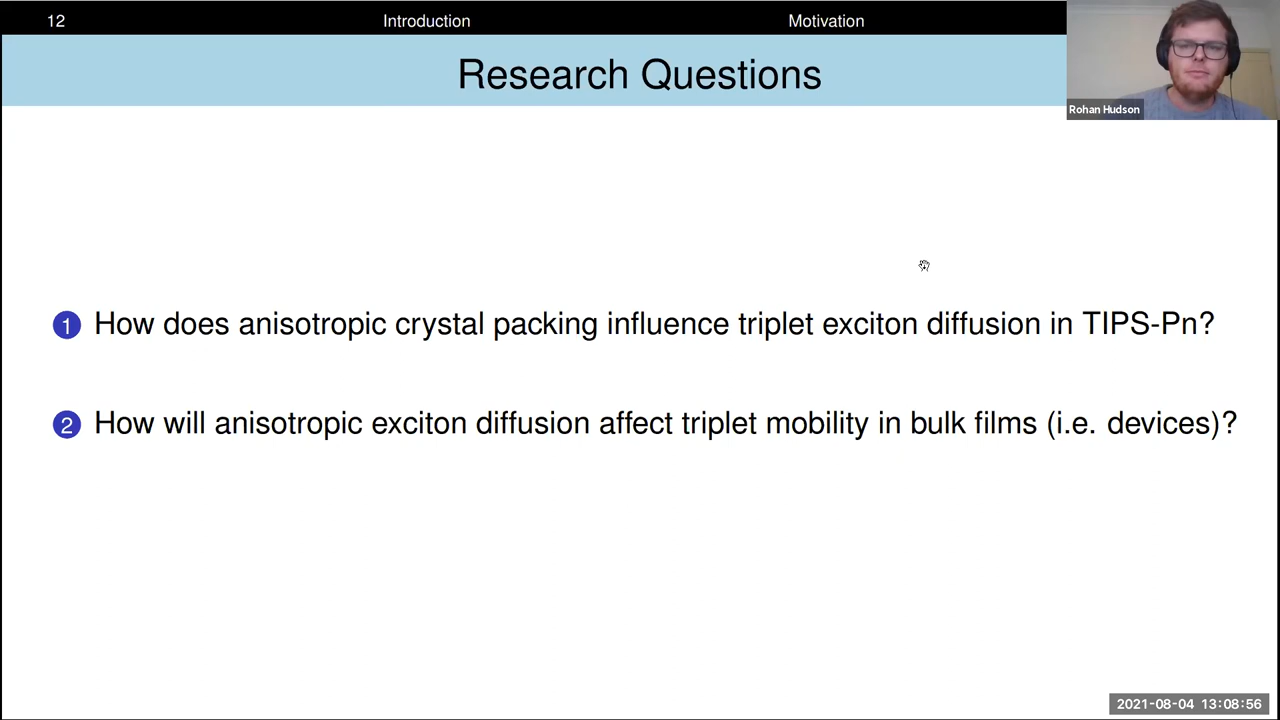 12 Introduction Motivation
Research Questions
Rohan Hudson
1 How does anisotropic crystal packing influence triplet exciton diffusion in TIPS-Pn?
2 How will anisotropic exciton diffusion affect triplet mobility in bulk films (i.e. devices)?
2021-08-04 13:08:56